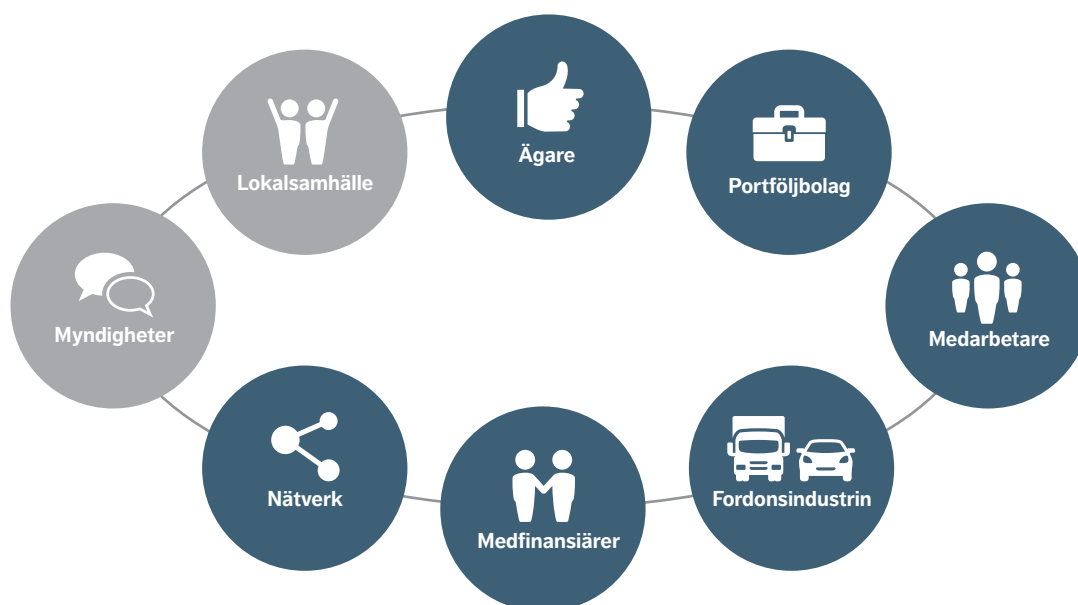 Ägare
Portföljbolag
Medarbetare
Fordonsindustrin
Medfinansiärer
Nätverk
Myndigheter
Lokalsamhälle